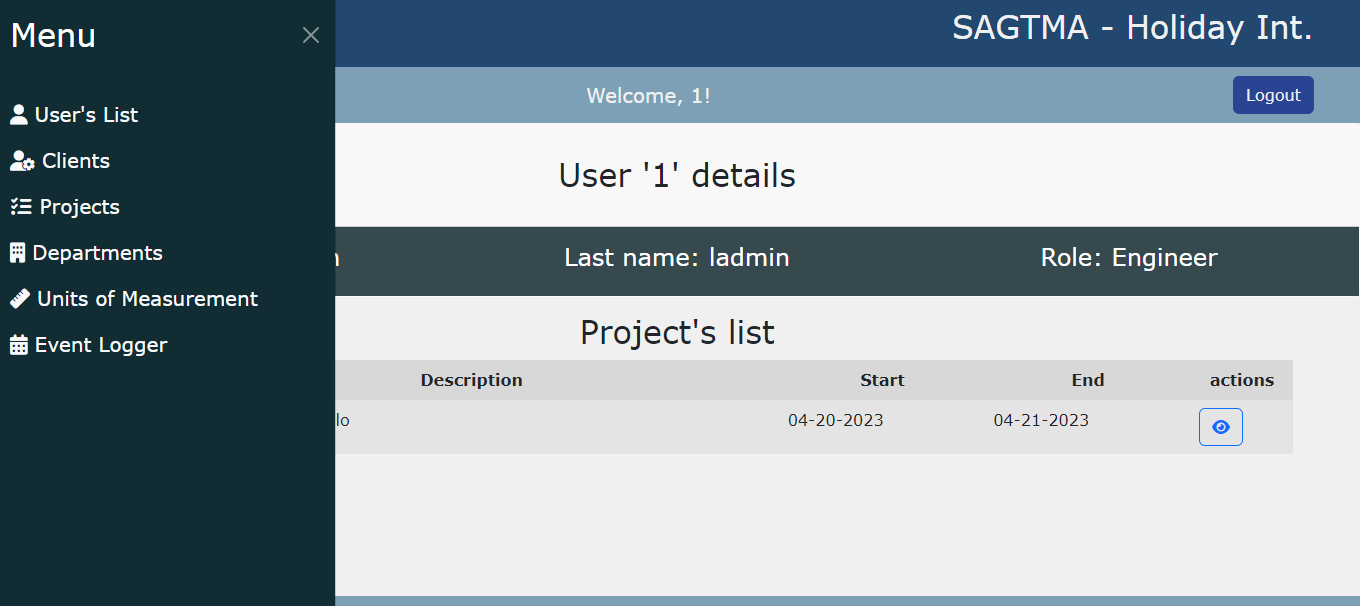 Menu
SAGTMA - Holiday Int.
Welcome, 1!
Logout
User's List
Clients
Projects
Departments
Units of Measurement
Event Logger
User '1' details
Last name: ladmin
Role: Engineer
Project's list
Description
Start
End
actions
04-20-2023
04-21-2023